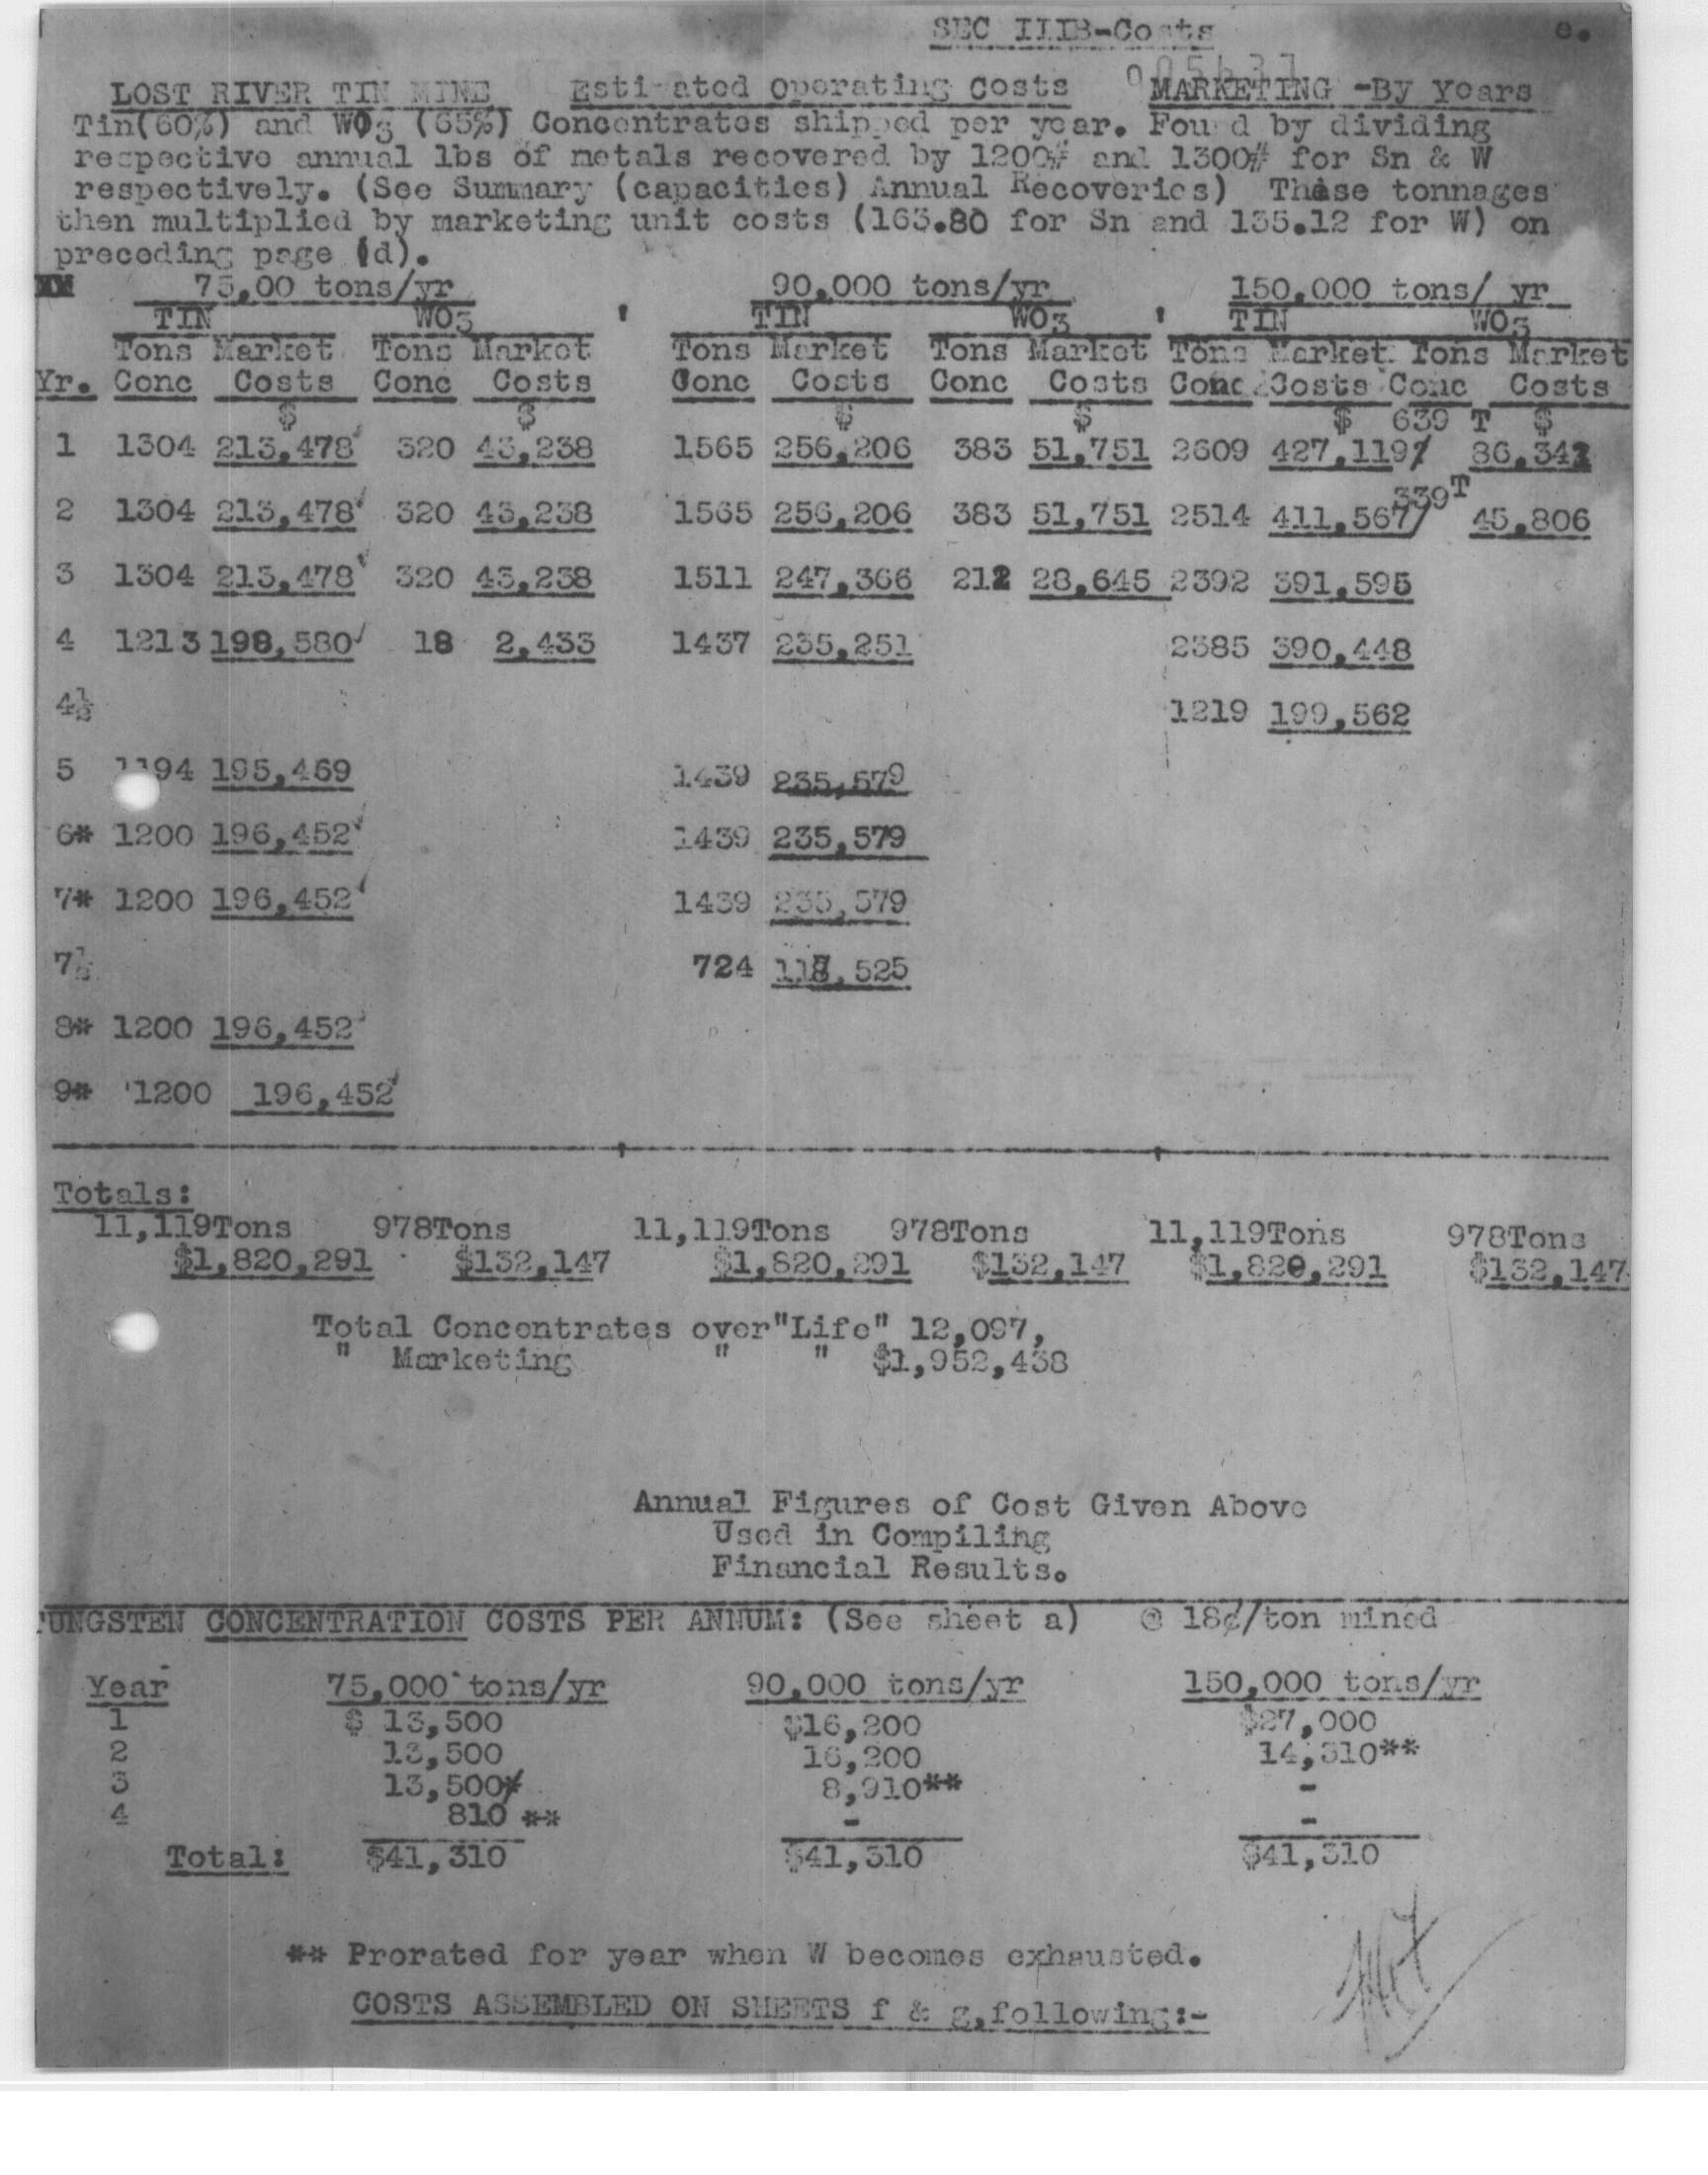 SEC IIIB-Costs e.
LOST RIVER TIN MINE Estimated Operating Costs MARKETING -By Years
Tin(60%) and WO3 (65%) Concentrates shipped per year. Found by dividing
respective annual lbs of metals recovered by 1200# and 1300# for Sn & W
respectively. (See Summary (capacities) Annual Recoveries) These tonnages
then multiplied by marketing unit costs (163.80 for Sn and 135.12 for W) on
preceding page (d).
75,00 tons/yr 90,000 tons/yr 150,000 tons/ yr
TIN WO3 ' TIN WO3 ' TIN WO3
Tons Market Tons Market Tons Market Tons Market Tons Market Tons Market
Yr. Conc Costs Conc Costs Conc Costs Conc Costs Conc Costs Conc Costs
$ $ $ $ $ 639 T $
1 1304 213,478 320 43,238 1565 256,206 383 51,751 2609 427,119/ 86,342
339T
2 1304 213,478 320 43,238 1565 256,206 383 51,751 2514 411,567/ 45,806
3 1304 213,478 320 43,238 1511 247,366 212 28,645 2392 391,595
4 1213 198,580 18 2,433 1437 235,251 2385 390,448
4½ 1219 199,562
5 1194 195,469 1439 235,579
6* 1200 196,452 1439 235,579
7* 1200 196,452 1439 235,579
7½ 724 118,525
8* 1200 196,452
9* '1200 196,452
Totals:
11,119Tons 978Tons 11,119Tons 978Tons 11,119Tons 978Tons
$1,820,291 $132,147 $1,820,291 $132,147 $1,820,291 $132,147
Total Concentrates over"Life" 12,097,
" Marketing " " $1,952,438
Annual Figures of Cost Given Above
Used in Compiling
Financial Results.
TUNGSTEN CONCENTRATION COSTS PER ANNUM: (See sheet a) @ 18¢/ton mined
Year 75,000 tons/yr 90,000 tons/yr 150,000 tons/yr
1 $ 13,500 $16,200 $27,000
2 13,500 16,200 14,310**
3 13,500 8,910** -
4 810 ** - -
Total: $41,310 $41,310 $41,310
** Prorated for year when W becomes exhausted.
COSTS ASSEMBLED ON SHEETS f & g,following:-